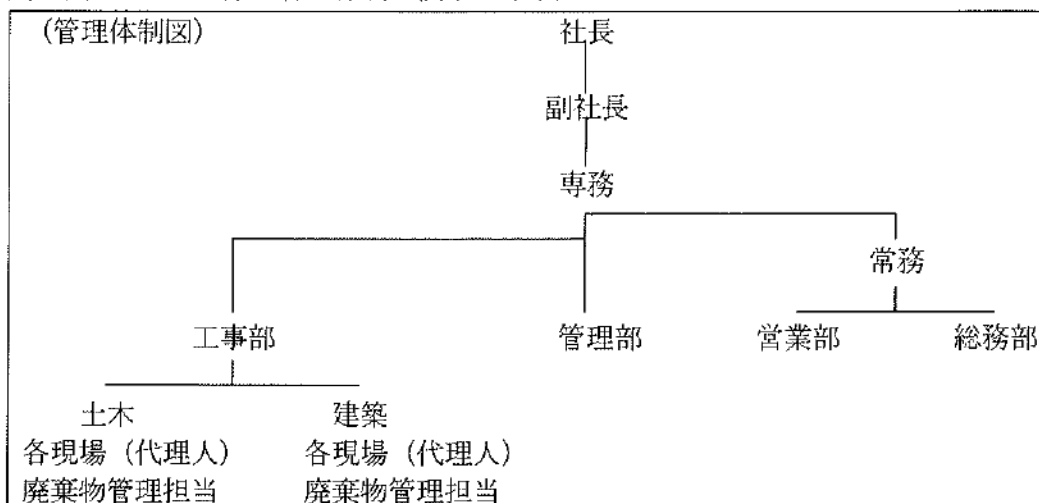 (管理体制図)
社長
副社長
専務
常務
工事部 管理部 営業部 総務部
土木 建築
各現場（代理人） 各現場（代理人）
廃棄物管理担当 廃棄物管理担当